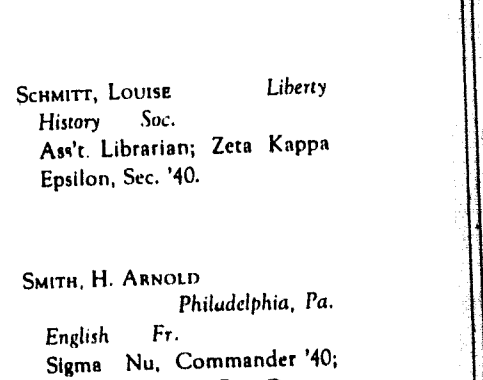 SCHMITT, LOUISE Liberty
History Soc.
Ass't. Librarian; Zeta Kappa
Epsilon, Sec. '40.
SMITH, H. ARNOLD
Philadelphia, Pa.
English Fr.
Sigma Nu, Commander '40;